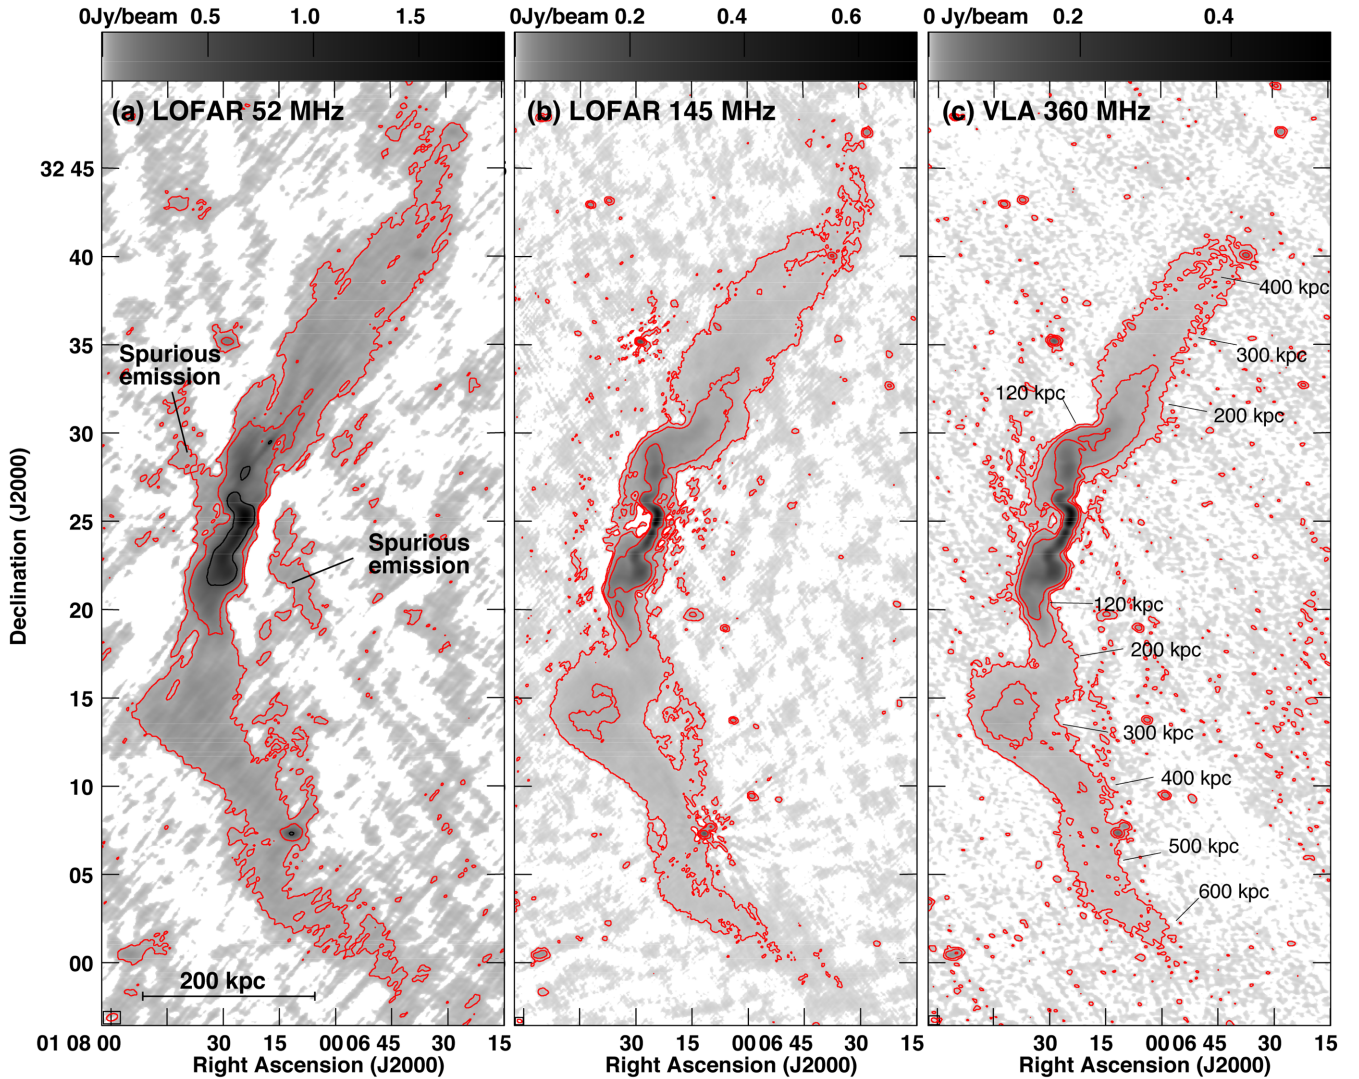 0Jy/beam 0.5 1.0 1.5
0Jy/beam 0.2 0.4 0.6
0 Jy/beam 0.2 0.4
(a) LOFAR 52 MHz
(b) LOFAR 145 MHz
(c) VLA 360 MHz
32 45
40
35
30
25
20
15
10
05
00
Declination (J2000)
Spurious
emission
Spurious
emission
200 kpc
400 kpc
300 kpc
120 kpc
200 kpc
120 kpc
200 kpc
300 kpc
400 kpc
500 kpc
600 kpc
01 08 00 30 15 00 06 45 30 15
30 15 00 06 45 30 15
30 15 00 06 45 30 15
Right Ascension (J2000)
Right Ascension (J2000)
Right Ascension (J2000)